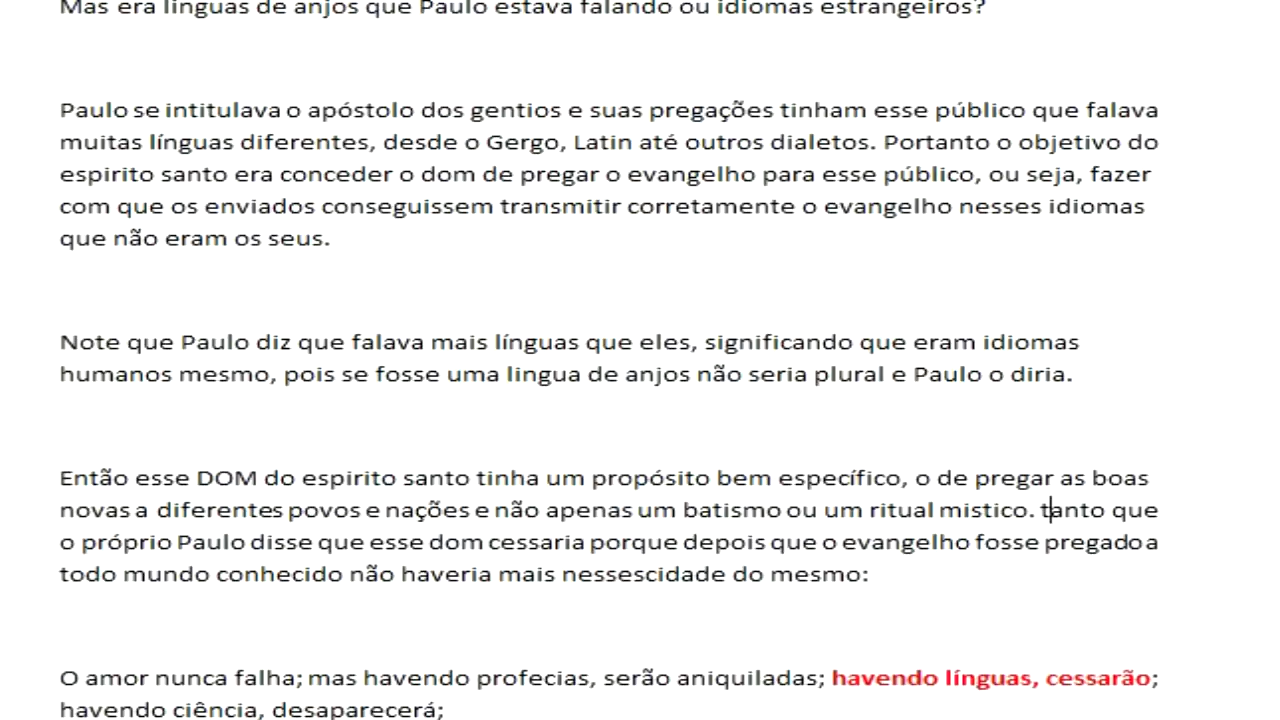 Mas era línguas de anjos que Paulo estava falando ou idiomas estrangeiros?
Paulo se intitulava o apóstolo dos gentios e suas pregações tinham esse público que falava
muitas línguas diferentes, desde o Gergo, Latin até outros dialetos. Portanto o objetivo do
espirito santo era conceder o dom de pregar o evangelho para esse público, ou seja, fazer
com que os enviados conseguissem transmitir corretamente o evangelho nesses idiomas
que não eram os seus.
Note que Paulo diz que falava mais línguas que eles, significando que eram idiomas
humanos mesmo, pois se fosse uma lingua de anjos não seria plural e Paulo o diria.
Então esse DOM do espirito santo tinha um propósito bem específico, o de pregar as boas
novas a diferentes povos e nações e não apenas um batismo ou um ritual mistico. tanto que
o próprio Paulo disse que esse dom cessaria porque depois que o evangelho fosse pregado a
todo mundo conhecido não haveria mais nessescidade do mesmo:
O amor nunca falha; mas havendo profecias, serão aniquiladas; havendo línguas, cessarão;
havendo ciência, desaparecerá;